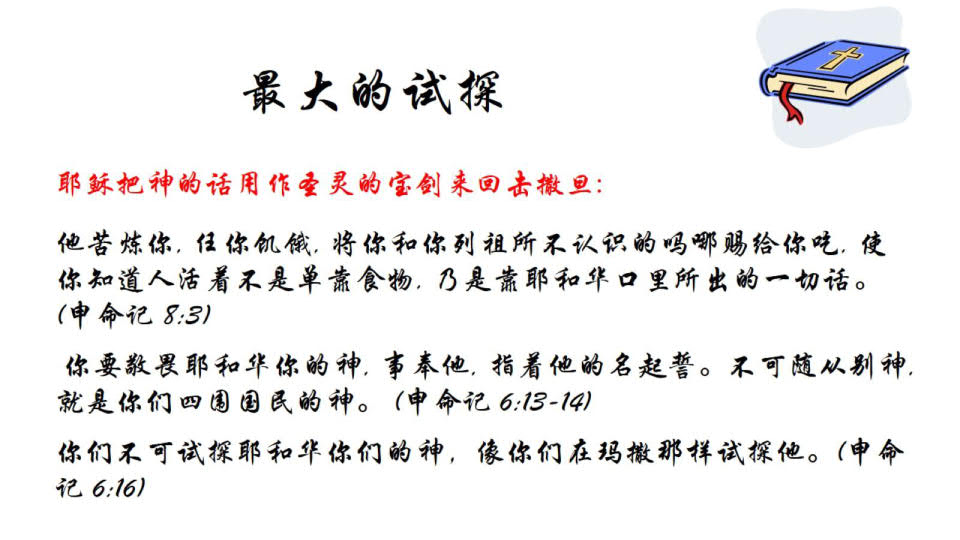 最大的试探
耶稣把神的话用作圣灵的宝剑来回击撒旦:
他苦炼你, 任你饥饿, 将你和你列祖所不认识的吗哪赐给你吃, 使
你知道人活着不是单靠食物, 乃是靠耶和华口里所出的一切话。
(申命记 8:3)
你要敬畏耶和华你的神, 事奉他, 指着他的名起誓。不可随从别神,
就是你们四围国民的神。 (申命记 6:13-14)
你们不可试探耶和华你们的神, 像你们在玛撒那样试探他。(申命
记 6:16)